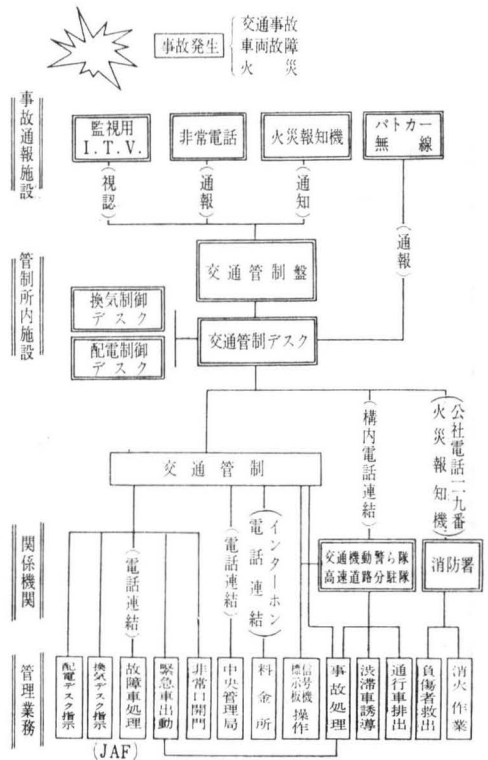 事故発生
交通事故
車両故障
火災
事故通報施設
監視用
I.T.V.
非常電話
火災報知機
パトカー
無線
(視認)
(通報)
(通知)
(通報)
管制所内施設
交通管制盤
換気制御
デスク
配電制御
デスク
交通管制デスク
(構内電話連結)
(公社電話一一九番
火災報知機)
交通管制
(電話連結)
(電話連結)
(インターホン
電話連結)
関係機関
交通機動警ら隊
高速道路分駐隊
消防署
管理業務
配電デスク指示
換気デスク指示
故障車処理
緊急車出動
非常口開門
中央管理局
料金所
信号機
標示板
操作
事故処理
渋滞車誘導
通行車排出
負傷者救出
消火作業
(JAF)